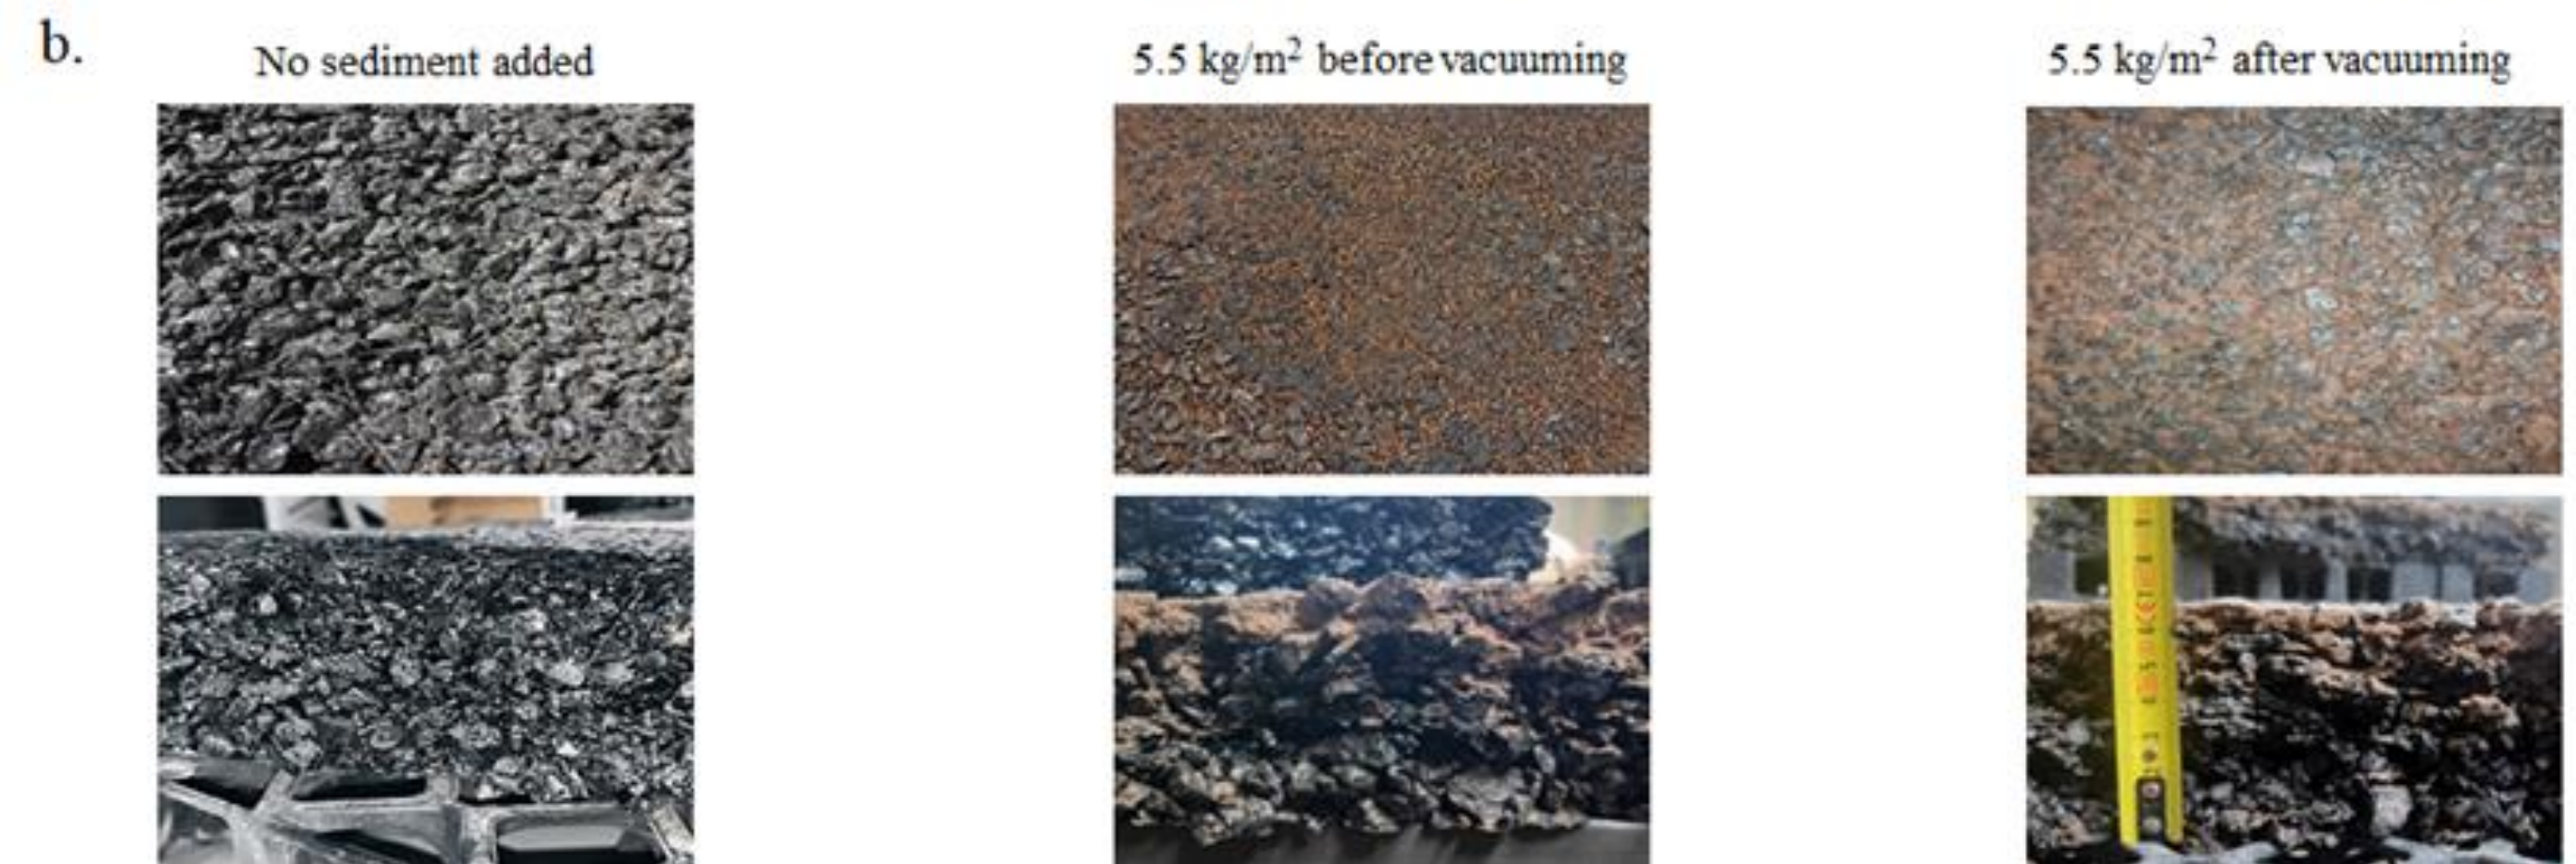 b.
No sediment added
5.5 kg/m² before vacuuming
5.5 kg/m² after vacuuming